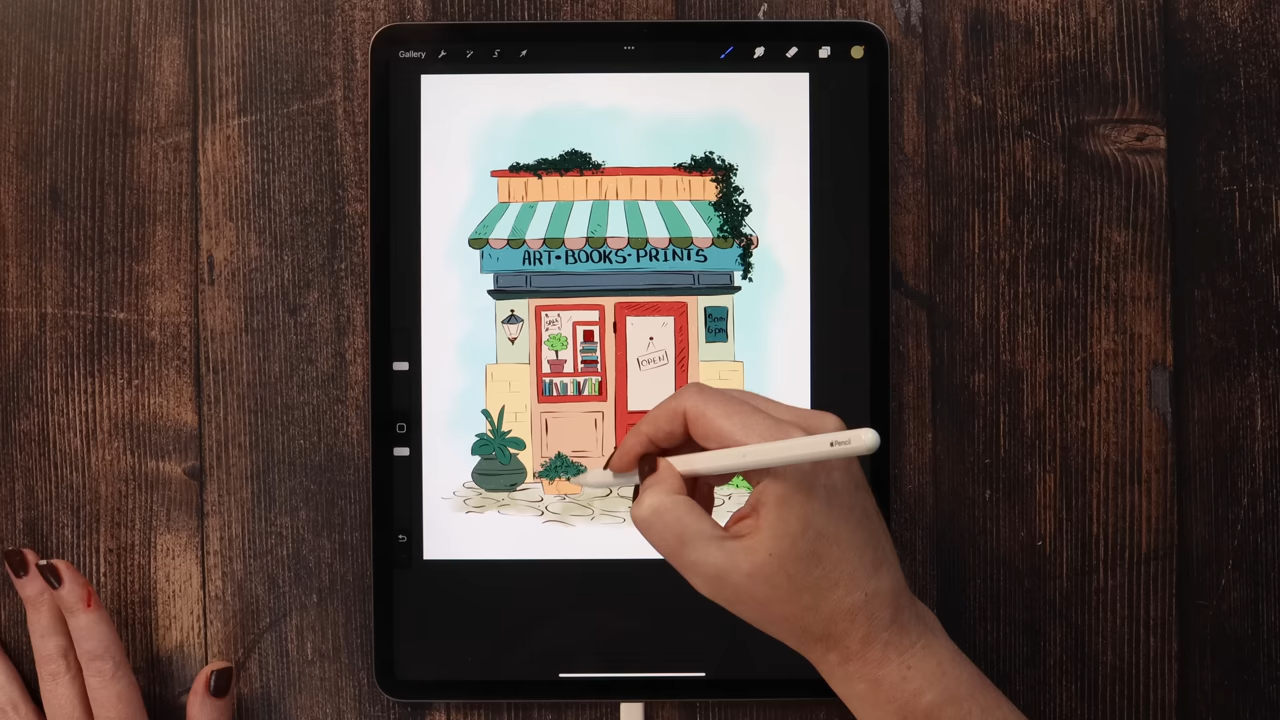 Gallery
ART•BOOKS•PRINTS
SALE
9am
6pm
OPEN
Pencil